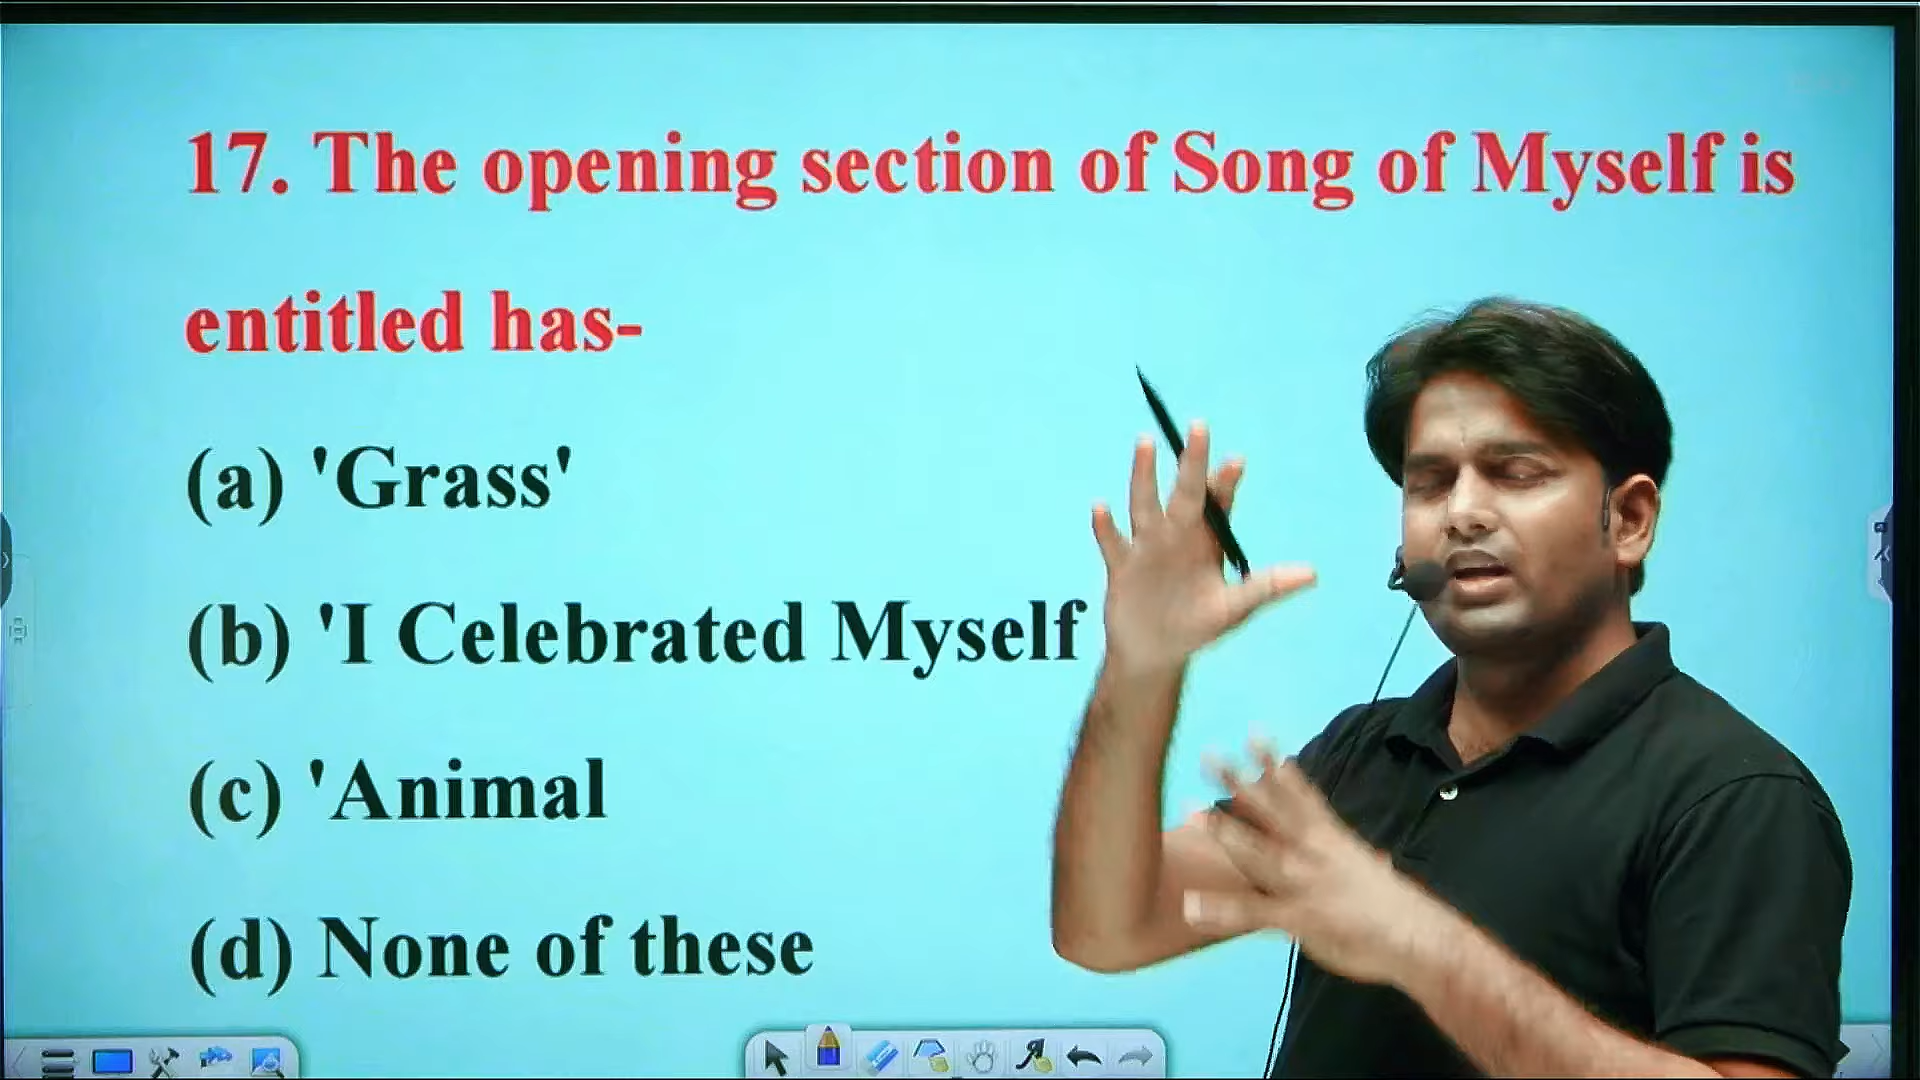 17. The opening section of Song of Myself is
entitled has-
(a) 'Grass'
(b) 'I Celebrated Myself
(c) 'Animal
(d) None of these